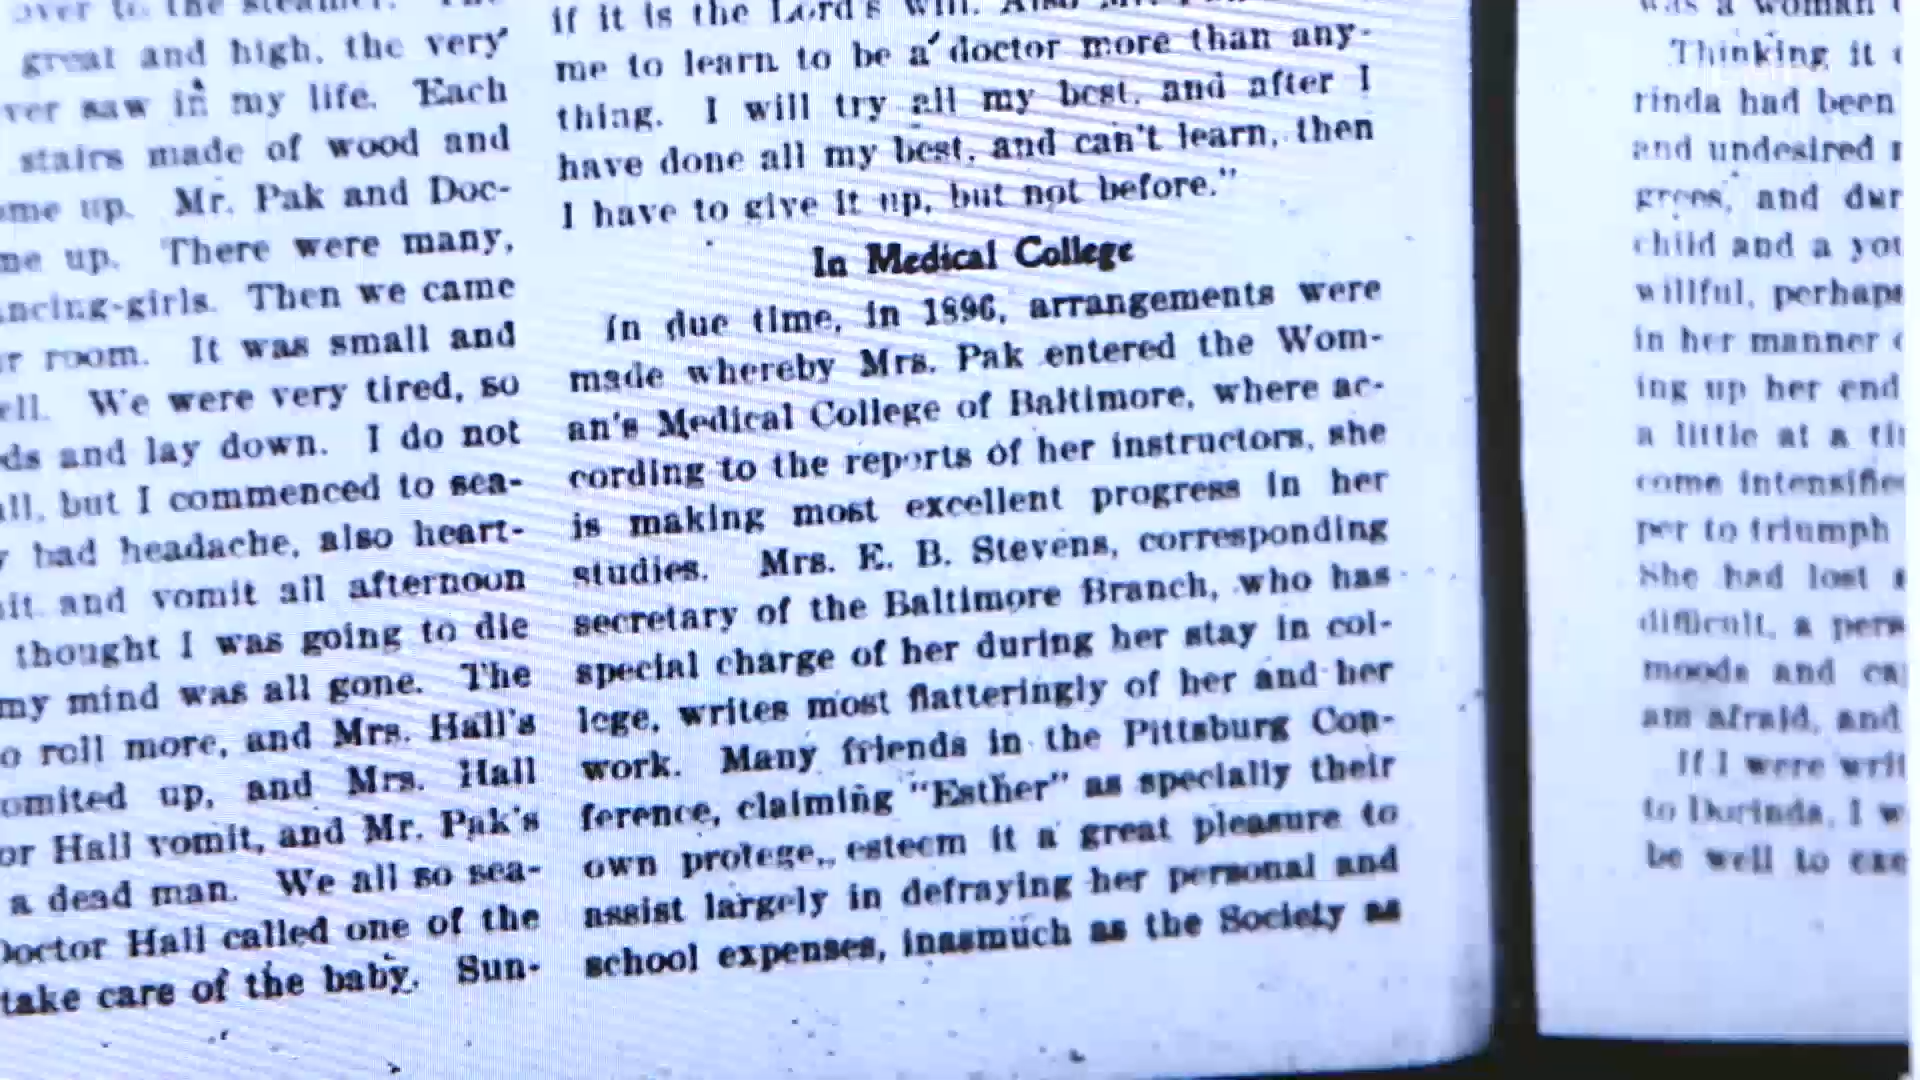 over to the steamer. The
great and high, the very
ver saw in my life. Each
stairs made of wood and
me up. Mr. Pak and Doc-
me up. There were many,
ncing-girls. Then we came
r room. It was small and
ell. We were very tired, so
ds and lay down. I do not
all, but I commenced to sea-
y bad headache, also heart-
it and vomit all afternoon
thought I was going to die
my mind was all gone. The
o roll more, and Mrs. Hall's
omited up, and Mrs. Hall
or Hall vomit, and Mr. Pak's
a dead man. We all so sea-
Doctor Hall called one of the
take care of the baby. Sun-
if it is the Lord's will. Also Mr.
me to learn to be a doctor more than any-
thing. I will try all my best, and after I
have done all my best, and can't learn, then
I have to give it up, but not before."
In Medical College
In due time, in 1896, arrangements were
made whereby Mrs. Pak entered the Wom-
an's Medical College of Baltimore, where ac-
cording to the reports of her instructors, she
is making most excellent progress in her
studies. Mrs. E. B. Stevens, corresponding
secretary of the Baltimore Branch, who has
special charge of her during her stay in col-
lege, writes most flatteringly of her and her
work. Many friends in the Pittsburg Con-
ference, claiming "Esther" as specially their
own protege, esteem it a great pleasure to
assist largely in defraying her personal and
school expenses, inasmuch as the Society as
was a woman
Thinking it
rinda had been
and undesired
grees, and dur
child and a you
willful, perhaps
in her manner
ing up her end
a little at a
come intensifie
per to triumph
She had lost
difficult, a pers
moods and ca
am afraid, and
If I were writ
to Dorinda, I w
be well to exe